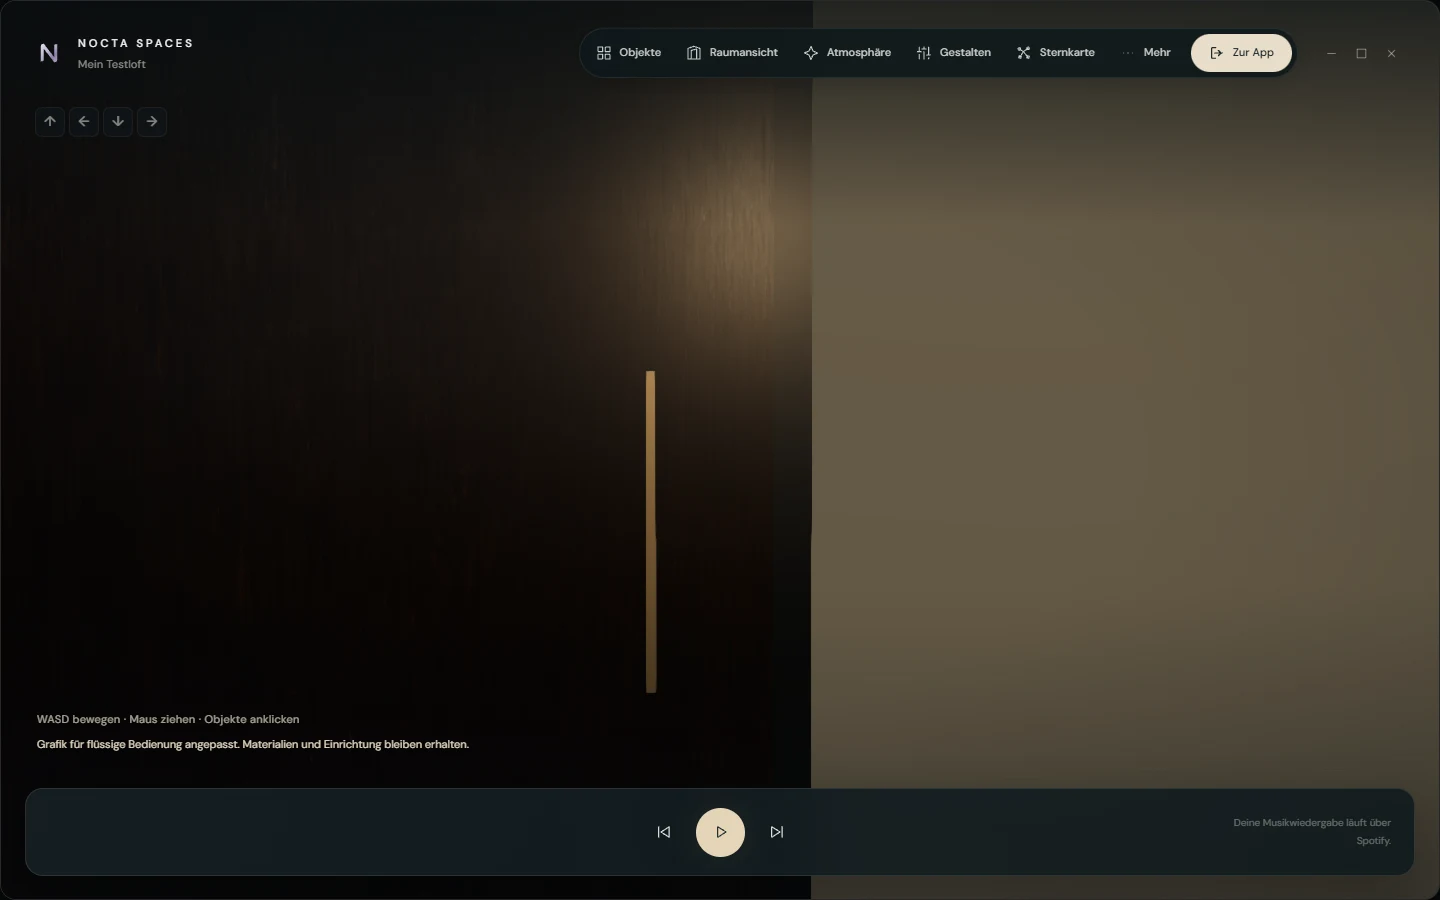 N
NOCTA SPACES
Mein Testloft
Objekte
Raumansicht
Atmosphäre
Gestalten
Sternkarte
Mehr
Zur App
WASD bewegen · Maus ziehen · Objekte anklicken
Grafik für flüssige Bedienung angepasst. Materialien und Einrichtung bleiben erhalten.
Deine Musikwiedergabe läuft über
Spotify.